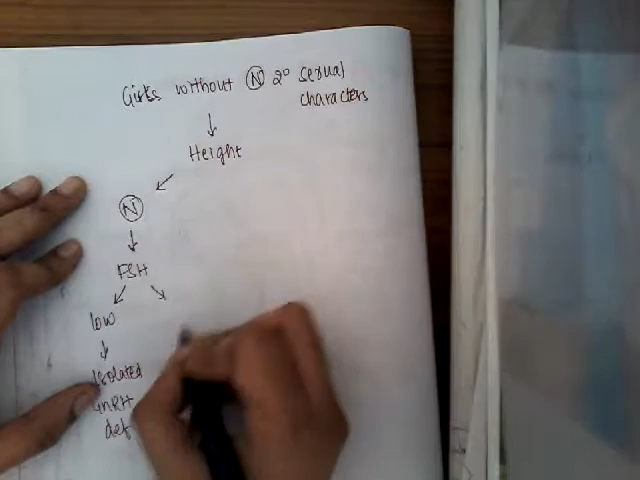 Girls without Ⓝ 2° sexual
characters
↓
Height
↙
Ⓝ
↓
FSH
↙ ↘
low
↓
Isolated
GnRH
def